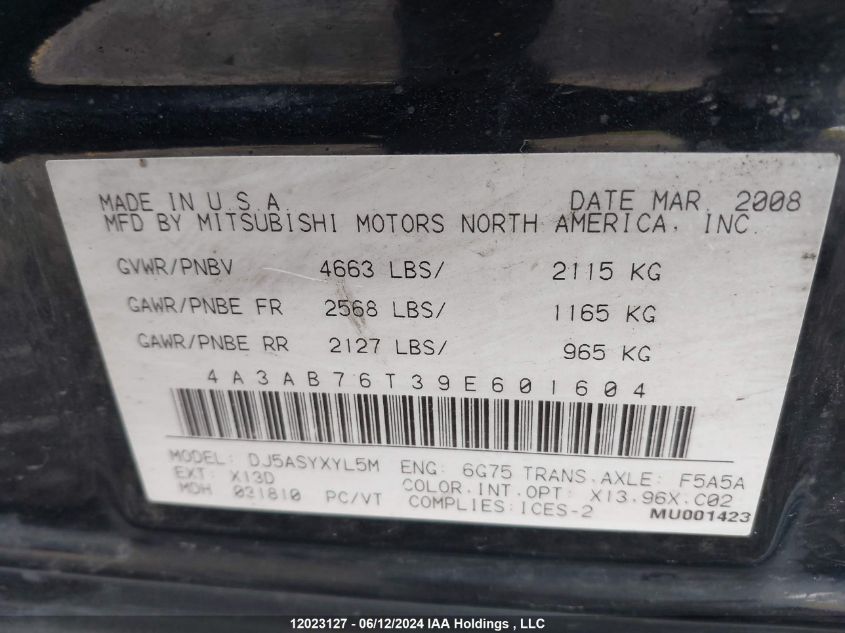 MADE IN U.S.A. DATE MAR. 2008
MFD BY MITSUBISHI MOTORS NORTH AMERICA, INC.
GVWR/PNBV 4663 LBS/ 2115 KG
GAWR/PNBE FR 2568 LBS/ 1165 KG
GAWR/PNBE RR 2127 LBS/ 965 KG
4A3AB76T39E601604
MODEL: DJ5ASYXYL5M ENG: 6G75 TRANS.AXLE: F5A5A
EXT: X13D COLOR.INT.OPT: X13.96X.C02
MDH 031810 PC/VT COMPLIES:ICES-2 MU001423
12023127 - 06/12/2024 IAA Holdings , LLC